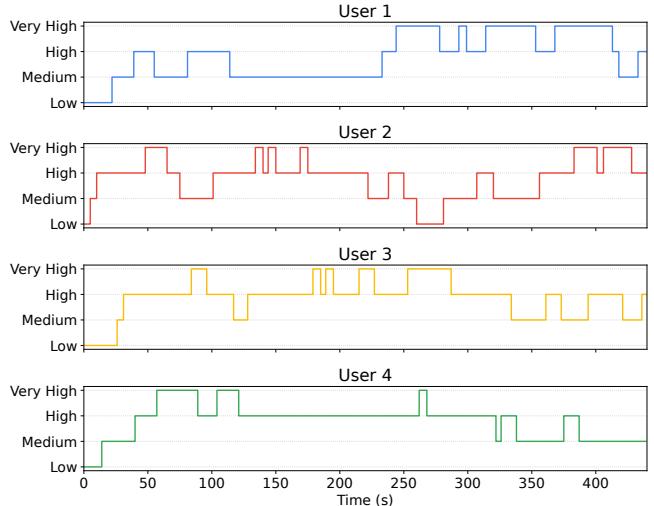 User 1
Very High
High
Medium
Low
User 2
Very High
High
Medium
Low
User 3
Very High
High
Medium
Low
User 4
Very High
High
Medium
Low
0 50 100 150 200 250 300 350 400
Time (s)